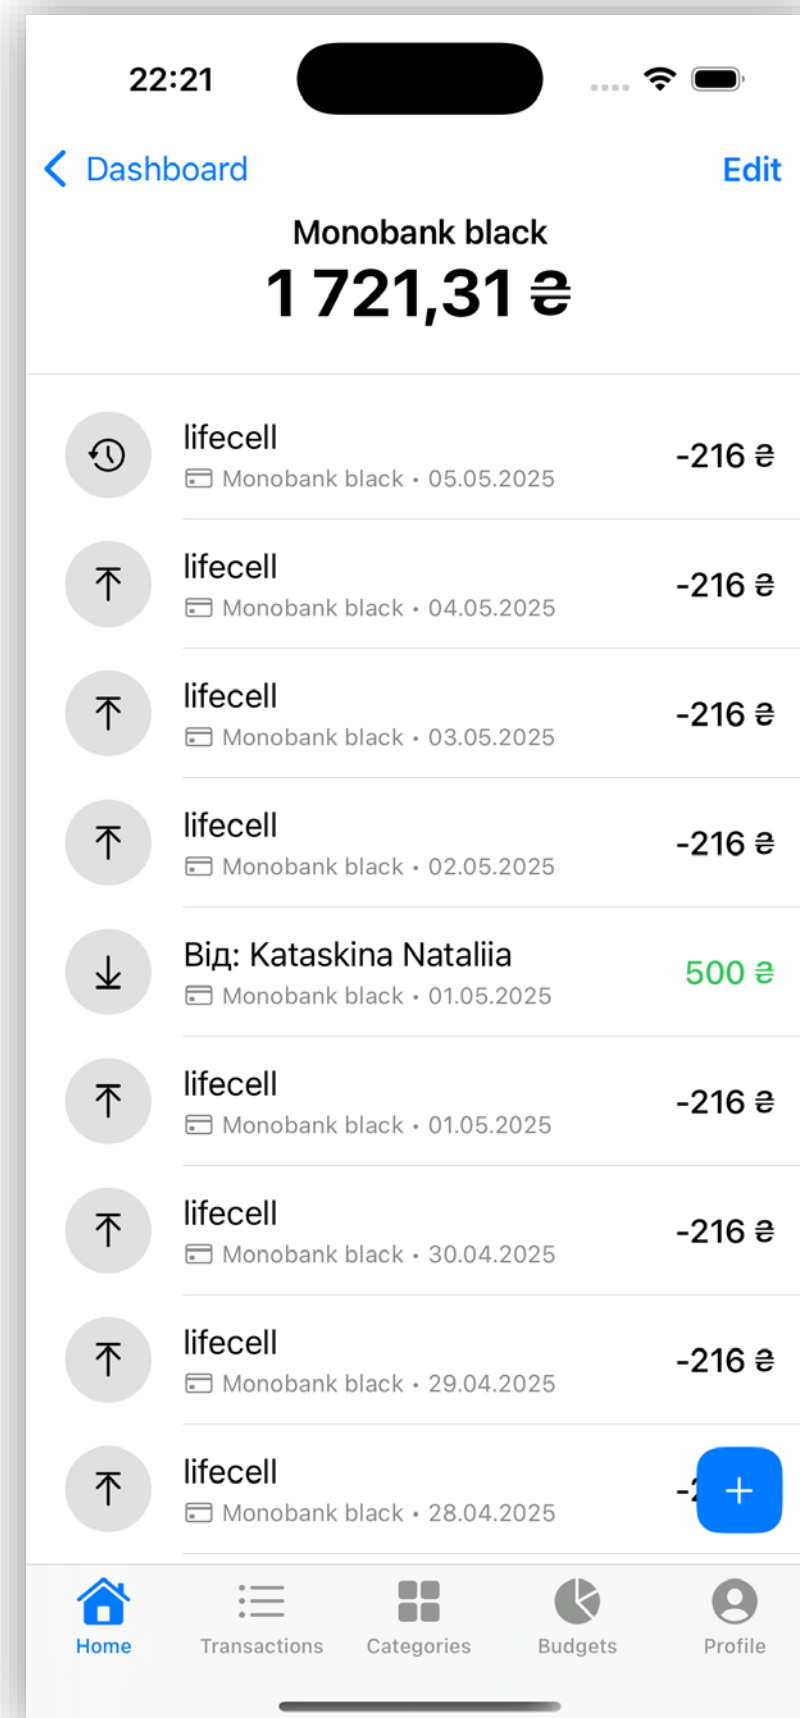 22:21
Dashboard
Edit
Monobank black
1 721,31 ₴
lifecell
-216 ₴
Monobank black • 05.05.2025
lifecell
-216 ₴
Monobank black • 04.05.2025
lifecell
-216 ₴
Monobank black • 03.05.2025
lifecell
-216 ₴
Monobank black • 02.05.2025
Від: Kataskina Nataliia
500 ₴
Monobank black • 01.05.2025
lifecell
-216 ₴
Monobank black • 01.05.2025
lifecell
-216 ₴
Monobank black • 30.04.2025
lifecell
-216 ₴
Monobank black • 29.04.2025
lifecell
Monobank black • 28.04.2025
Home
Transactions
Categories
Budgets
Profile